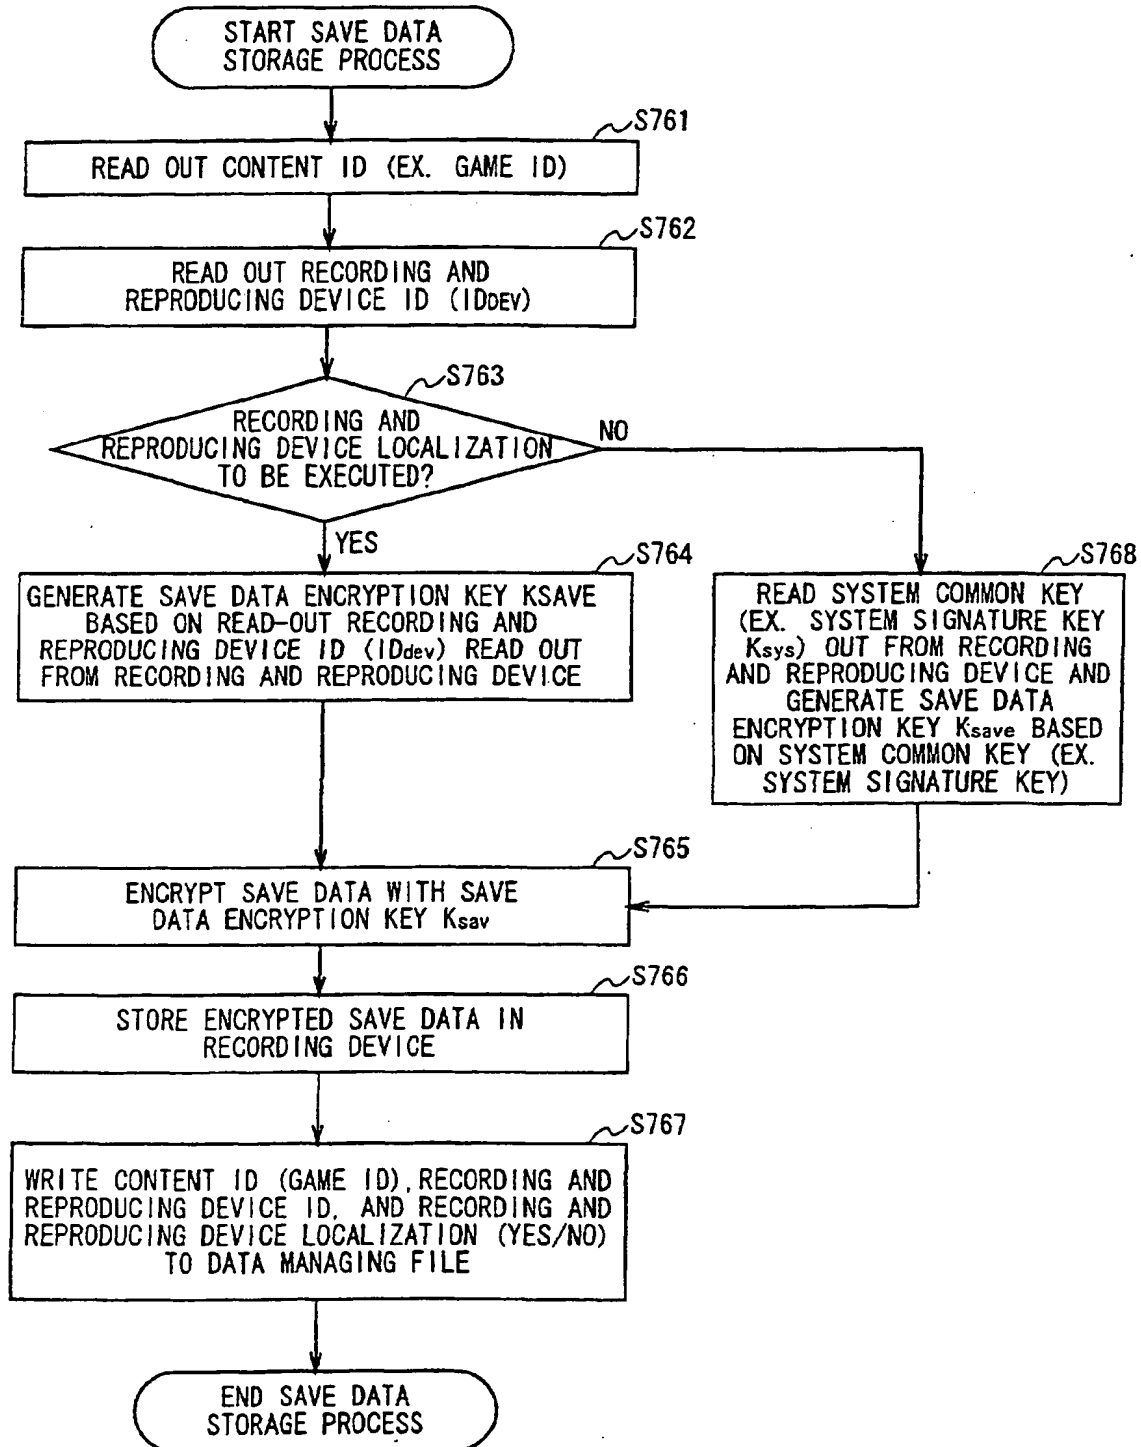 START SAVE DATA
STORAGE PROCESS
S761
READ OUT CONTENT ID (EX. GAME ID)
S762
READ OUT RECORDING AND
REPRODUCING DEVICE ID (IDDEV)
S763
RECORDING AND
REPRODUCING DEVICE LOCALIZATION
TO BE EXECUTED?
NO
YES
S764
GENERATE SAVE DATA ENCRYPTION KEY KSAVE
BASED ON READ-OUT RECORDING AND
REPRODUCING DEVICE ID (IDdev) READ OUT
FROM RECORDING AND REPRODUCING DEVICE
S768
READ SYSTEM COMMON KEY
(EX. SYSTEM SIGNATURE KEY
Ksys) OUT FROM RECORDING
AND REPRODUCING DEVICE AND
GENERATE SAVE DATA
ENCRYPTION KEY Ksave BASED
ON SYSTEM COMMON KEY (EX.
SYSTEM SIGNATURE KEY)
S765
ENCRYPT SAVE DATA WITH SAVE
DATA ENCRYPTION KEY Ksav
S766
STORE ENCRYPTED SAVE DATA IN
RECORDING DEVICE
S767
WRITE CONTENT ID (GAME ID), RECORDING AND
REPRODUCING DEVICE ID, AND RECORDING AND
REPRODUCING DEVICE LOCALIZATION (YES/NO)
TO DATA MANAGING FILE
END SAVE DATA
STORAGE PROCESS